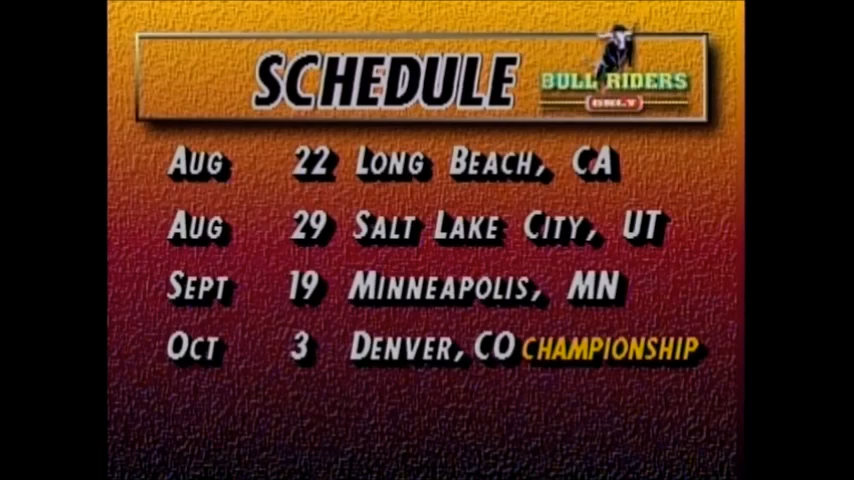 SCHEDULE
BULL RIDERS
ONLY
AUG 22 LONG BEACH, CA
AUG 29 SALT LAKE CITY, UT
SEPT 19 MINNEAPOLIS, MN
OCT 3 DENVER, CO CHAMPIONSHIP